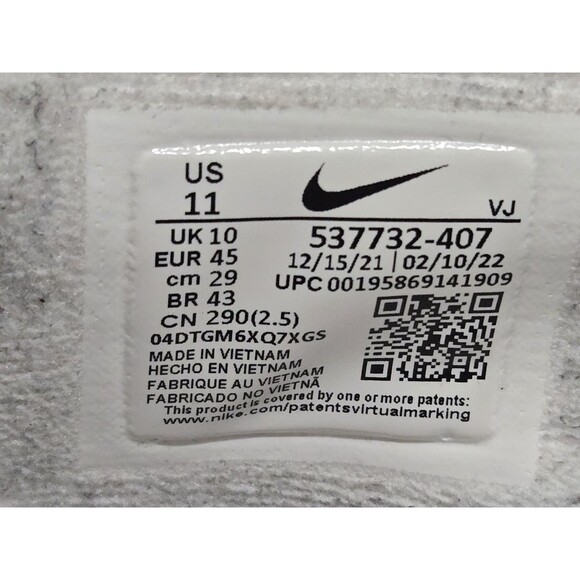 US
11
VJ
UK 10
537732-407
EUR 45
12/15/21 | 02/10/22
cm 29
UPC 00195869141909
BR 43
CN 290(2.5)
04DTGM6XQ7XGS
MADE IN VIETNAM
HECHO EN VIETNAM
FABRIQUE AU VIETNAM
FABRICADO NO VIETNÃ
This product is covered by one or more patents:
www.nike.com/patentsvirtualmarking